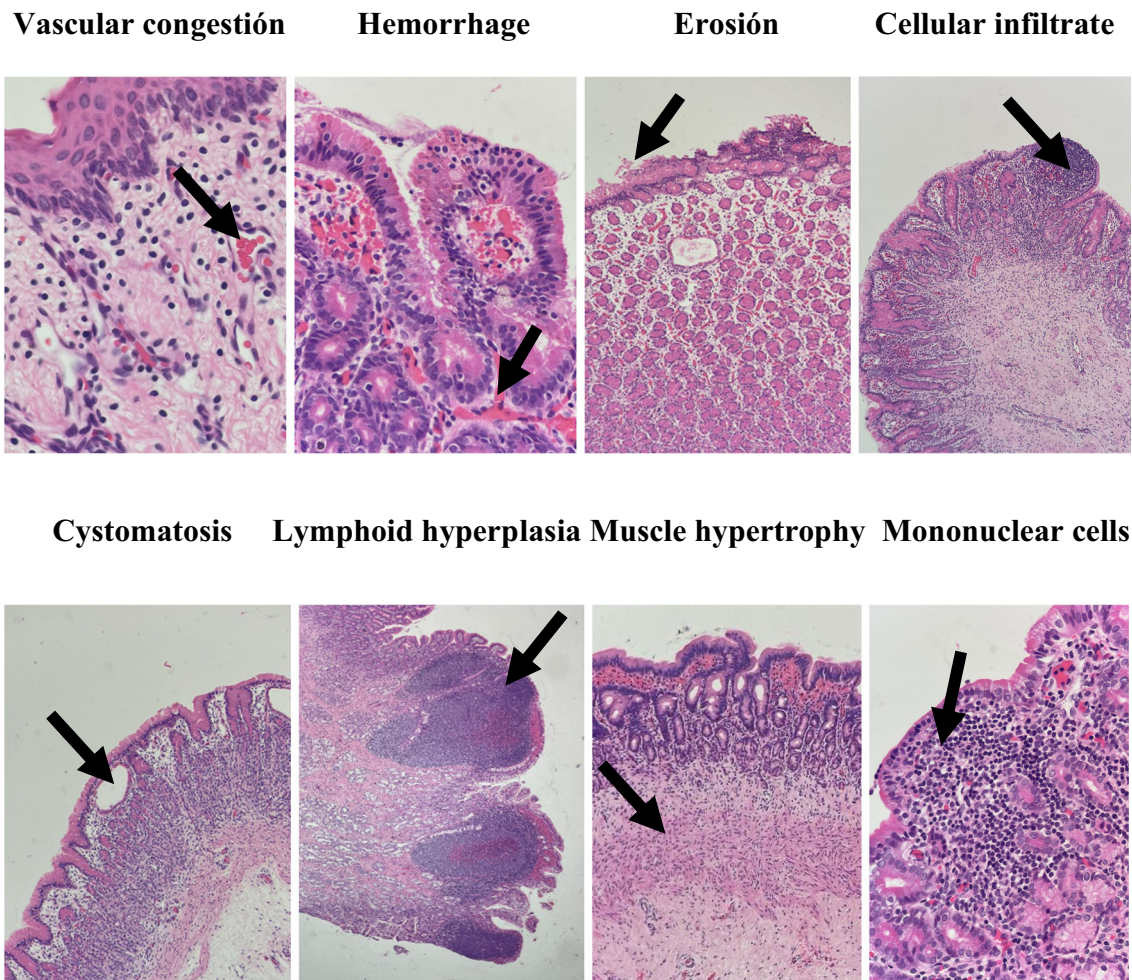 Vascular congestión Hemorrhage Erosión Cellular infiltrate
Cystomatosis Lymphoid hyperplasia Muscle hypertrophy Mononuclear cells